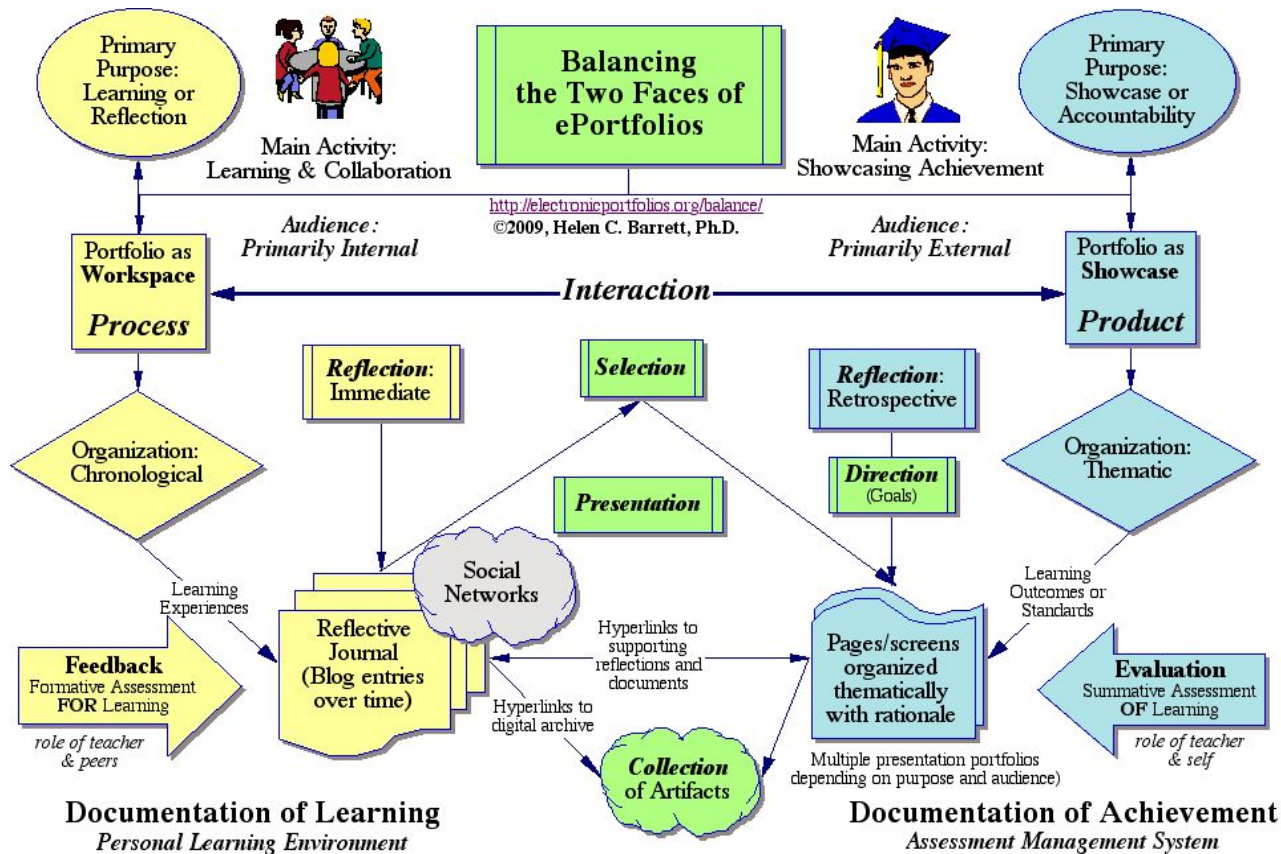 Primary
Purpose:
Learning or
Reflection
Main Activity:
Learning & Collaboration
Balancing
the Two Faces of
ePortfolios
Main Activity:
Showcasing Achievement
Primary
Purpose:
Showcase or
Accountability
http://electronicportfolios.org/balance/
©2009, Helen C. Barrett, Ph.D.
Audience:
Primarily Internal
Audience:
Primarily External
Portfolio as
Workspace
Process
Interaction
Portfolio as
Showcase
Product
Reflection:
Immediate
Selection
Reflection:
Retrospective
Organization:
Chronological
Presentation
Direction
(Goals)
Organization:
Thematic
Learning
Experiences
Social
Networks
Learning
Outcomes or
Standards
Feedback
Formative Assessment
FOR Learning
role of teacher
& peers
Reflective
Journal
(Blog entries
over time)
Hyperlinks to
supporting
reflections and
documents
Hyperlinks to
digital archive
Pages/screens
organized
thematically
with rationale
Evaluation
Summative Assessment
OF Learning
role of teacher
& self
Collection
of Artifacts
Multiple presentation portfolios
depending on purpose and audience)
Documentation of Learning
Personal Learning Environment
Documentation of Achievement
Assessment Management System